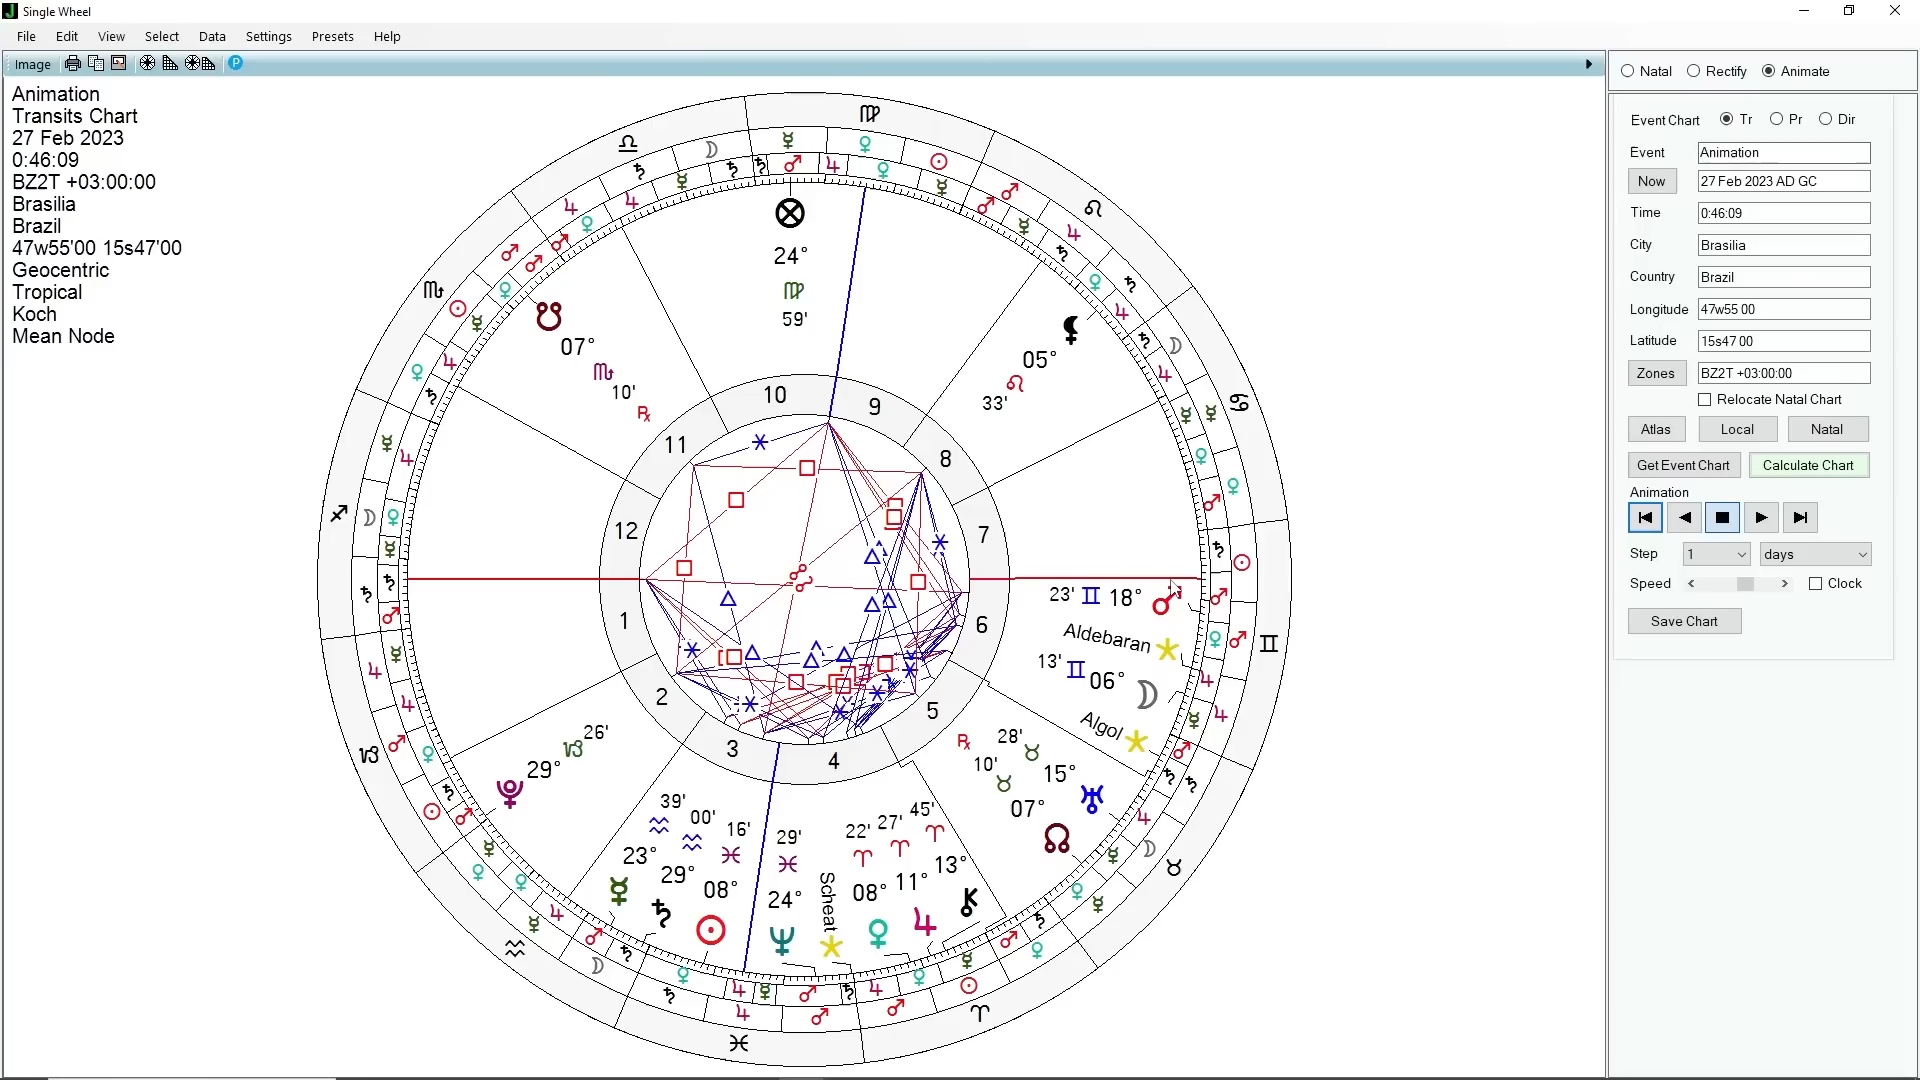 Single Wheel
File Edit View Select Data Settings Presets Help
Image
P
Animation
Transits Chart
27 Feb 2023
0:46:09
BZ2T +03:00:00
Brasilia
Brazil
47w55'00 15s47'00
Geocentric
Tropical
Koch
Mean Node
Natal Rectify Animate
Event Chart Tr Pr Dir
Event Animation
Now 27 Feb 2023 AD GC
Time 0:46:09
City Brasilia
Country Brazil
Longitude 47w55 00
Latitude 15s47 00
Zones BZ2T +03:00:00
Relocate Natal Chart
Atlas Local Natal
Get Event Chart Calculate Chart
Animation
Step 1 days
Speed < > Clock
Save Chart
♍
♎
♌
♏
♋
♐
♊
♑
♉
♒
♈
♓
⊗
24°
♍
59'
☋
07°
♏
10'
℞
⚸
05°
♌
33'
10
9
11
8
12
7
1
6
2
5
3
4
23' ♊ 18° ♂
Aldebaran
13' ♊ 06° ☽
Algol
℞ 28' ♉ 15° ♅
10' ♉ 07° ☊
26' ♑ 29° ♇
39' ♒ 23° ☿
00' ♒ 29° ♄
16' ♓ 08° ☉
29' ♓ 24° ♆
Scheat
22' ♈ 08° ♀
27' ♈ 11° ♃
45' ♈ 13° ⚷